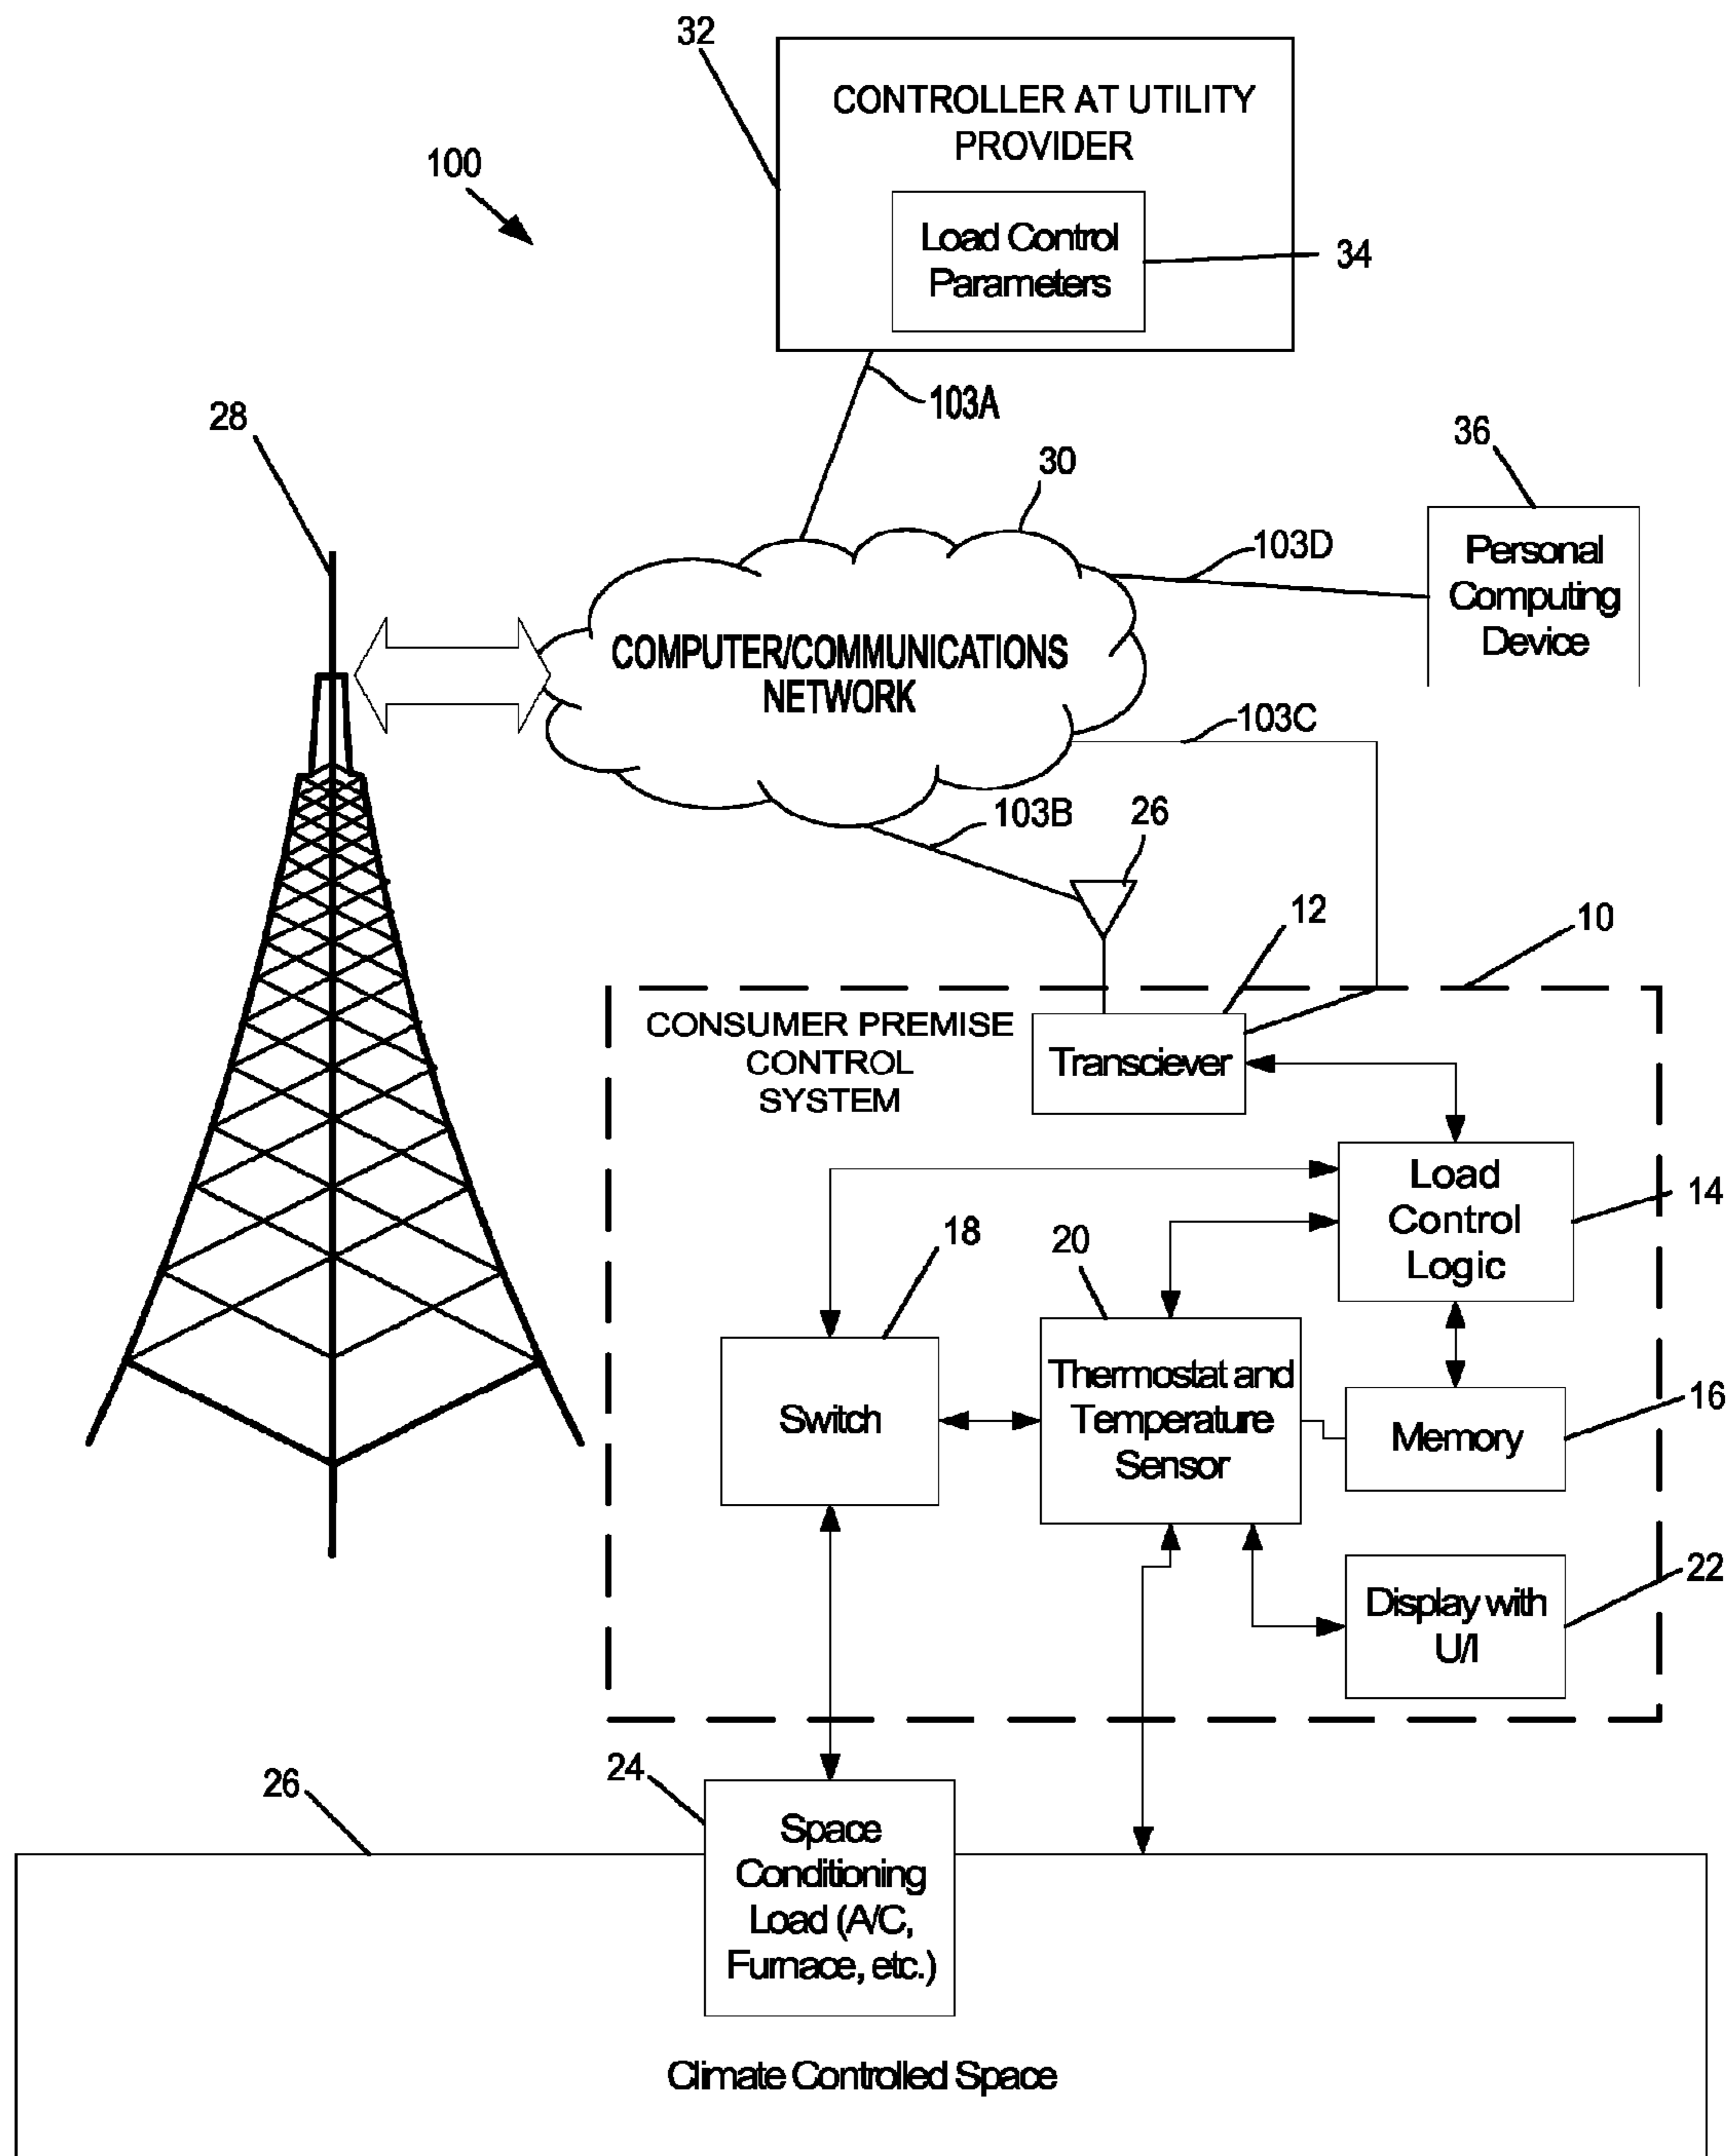 32
CONTROLLER AT UTILITY
PROVIDER
100
Load Control
Parameters
34
103A
28
30
36
103D
Personal
Computing
Device
COMPUTER/COMMUNICATIONS
NETWORK
103C
103B
26
12
10
CONSUMER PREMISE
CONTROL
SYSTEM
Transciever
Load
Control
Logic
14
18
20
Switch
Thermostat and
Temperature
Sensor
Memory
16
Display with
U/I
22
24
26
Space
Conditioning
Load (A/C,
Furnace, etc.)
Climate Controlled Space